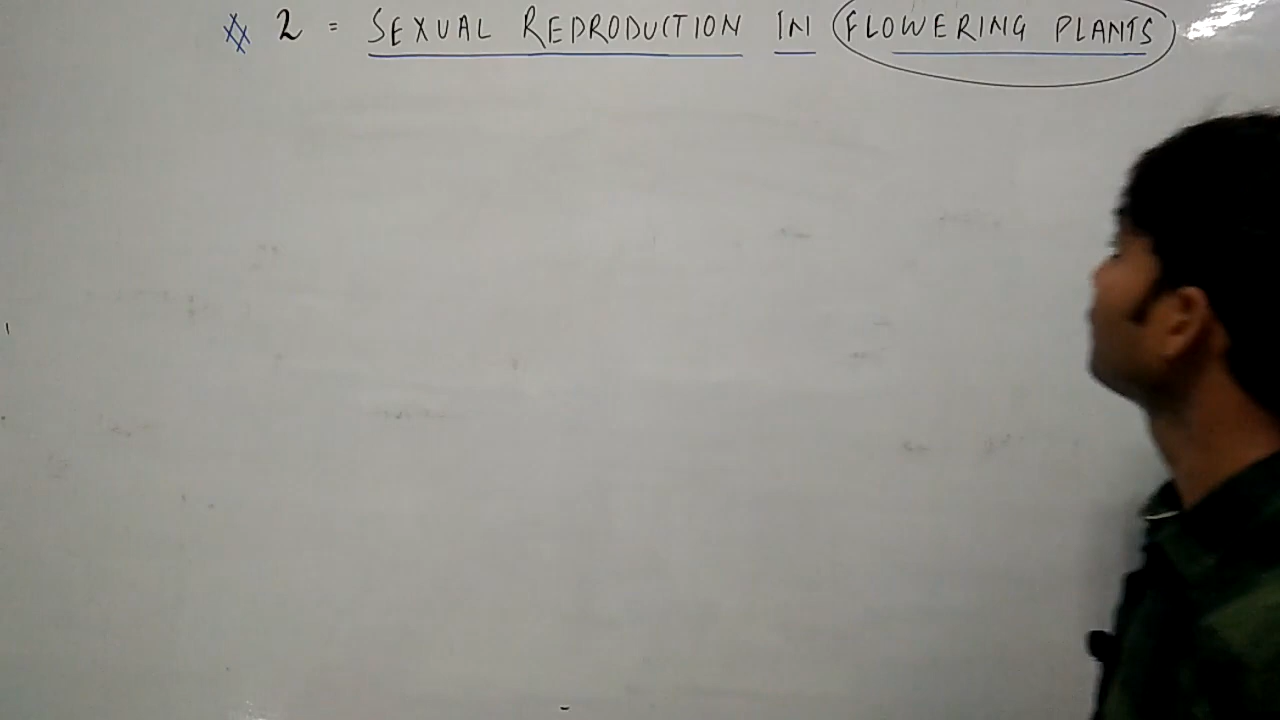 2 = SEXUAL REPRODUCTION IN FLOWERING PLANTS